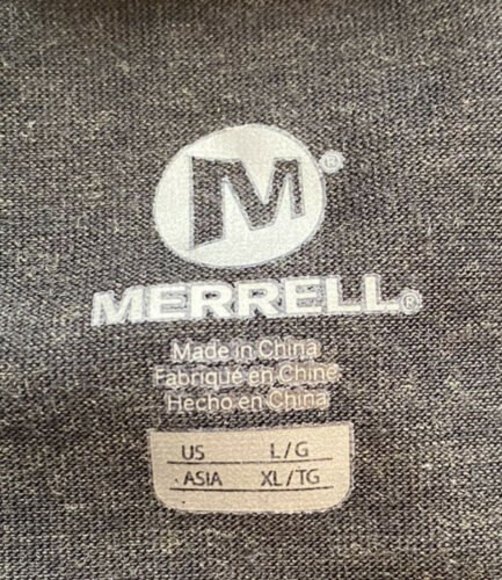 M®
MERRELL®
Made in China
Fabriqué en Chine
Hecho en China
US L/G
ASIA XL/TG